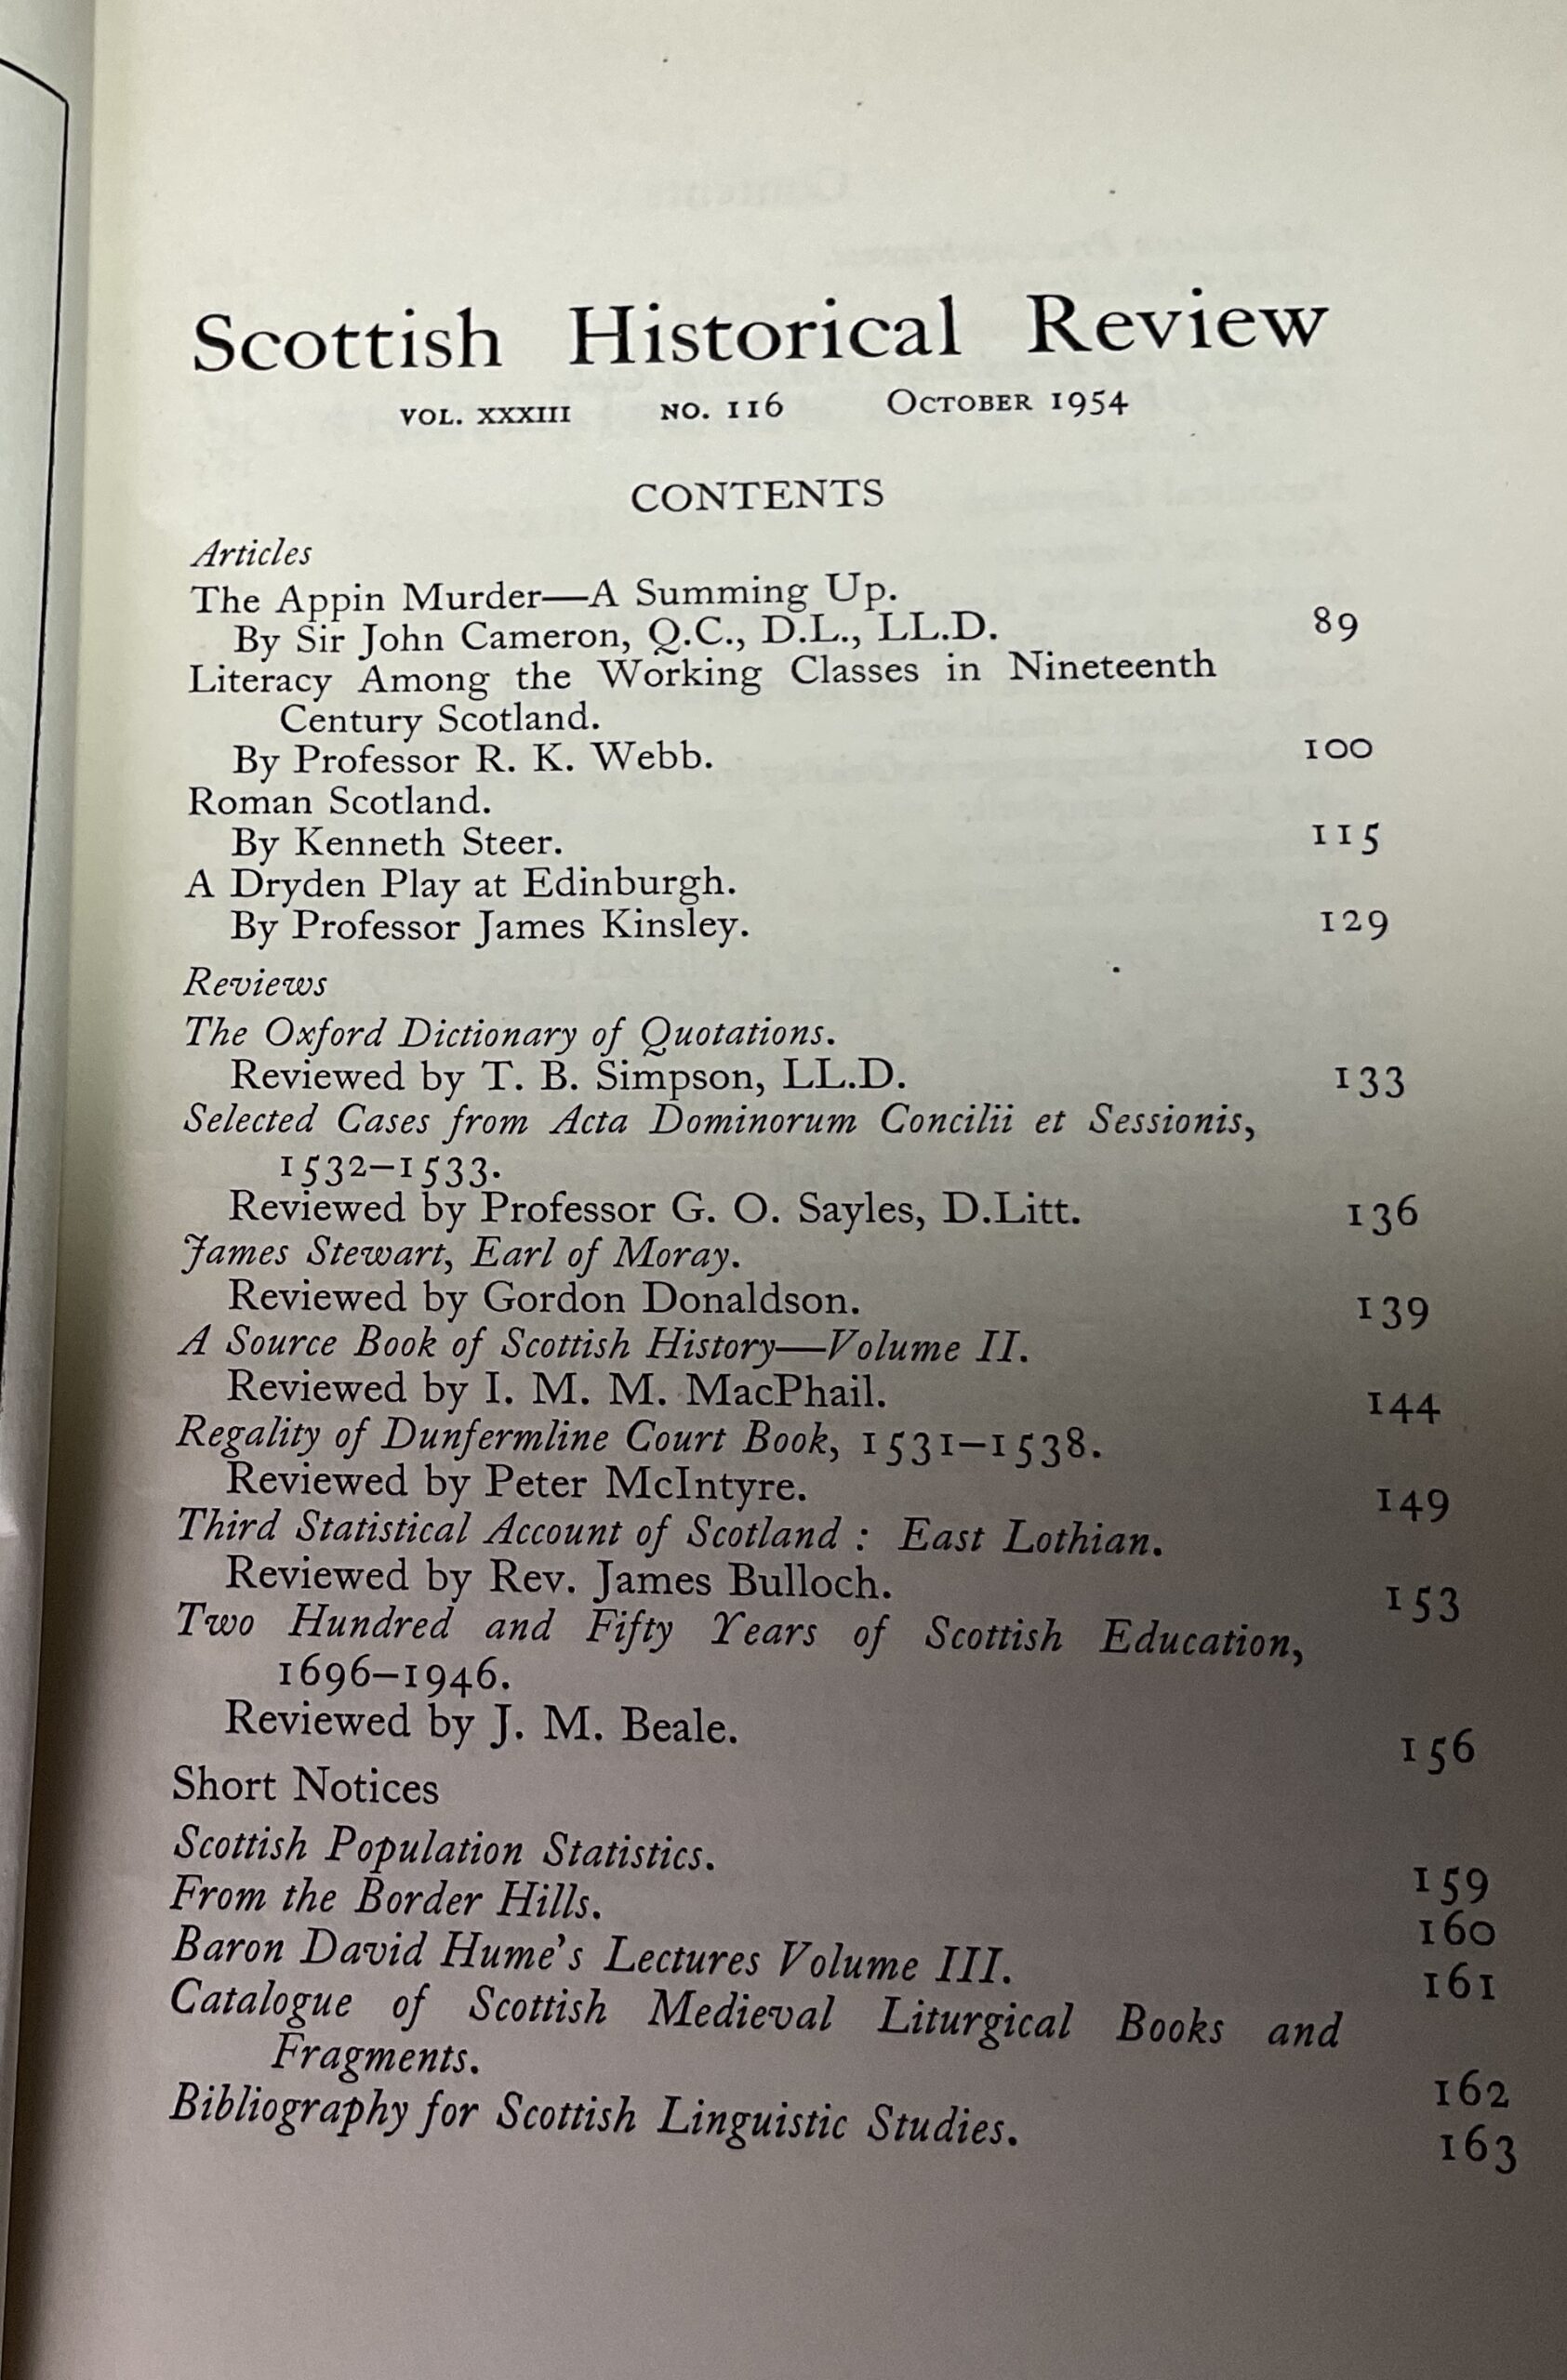 Scottish Historical Review
VOL. XXXIII NO. 116 OCTOBER 1954
CONTENTS
Articles
The Appin Murder—A Summing Up.
By Sir John Cameron, Q.C., D.L., LL.D. 89
Literacy Among the Working Classes in Nineteenth
Century Scotland.
By Professor R. K. Webb. 100
Roman Scotland.
By Kenneth Steer. 115
A Dryden Play at Edinburgh.
By Professor James Kinsley. 129
Reviews
The Oxford Dictionary of Quotations.
Reviewed by T. B. Simpson, LL.D. 133
Selected Cases from Acta Dominorum Concilii et Sessionis,
1532–1533.
Reviewed by Professor G. O. Sayles, D.Litt. 136
James Stewart, Earl of Moray.
Reviewed by Gordon Donaldson. 139
A Source Book of Scottish History—Volume II.
Reviewed by I. M. M. MacPhail. 144
Regality of Dunfermline Court Book, 1531–1538.
Reviewed by Peter McIntyre. 149
Third Statistical Account of Scotland : East Lothian.
Reviewed by Rev. James Bulloch. 153
Two Hundred and Fifty Years of Scottish Education,
1696–1946.
Reviewed by J. M. Beale. 156
Short Notices
Scottish Population Statistics. 159
From the Border Hills. 160
Baron David Hume's Lectures Volume III. 161
Catalogue of Scottish Medieval Liturgical Books and
Fragments. 162
Bibliography for Scottish Linguistic Studies. 163